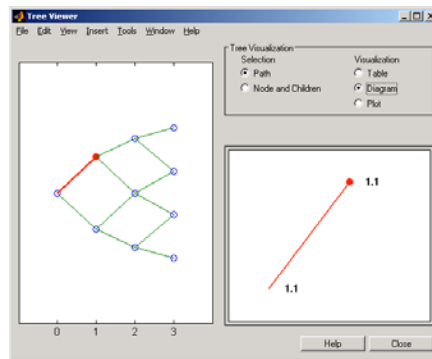 Tree Viewer
File Edit View Insert Tools Window Help
Tree Visualization
Selection
Visualization
Path
Table
Node and Children
Diagram
Plot
1.1
1.1
0 1 2 3
Help Close